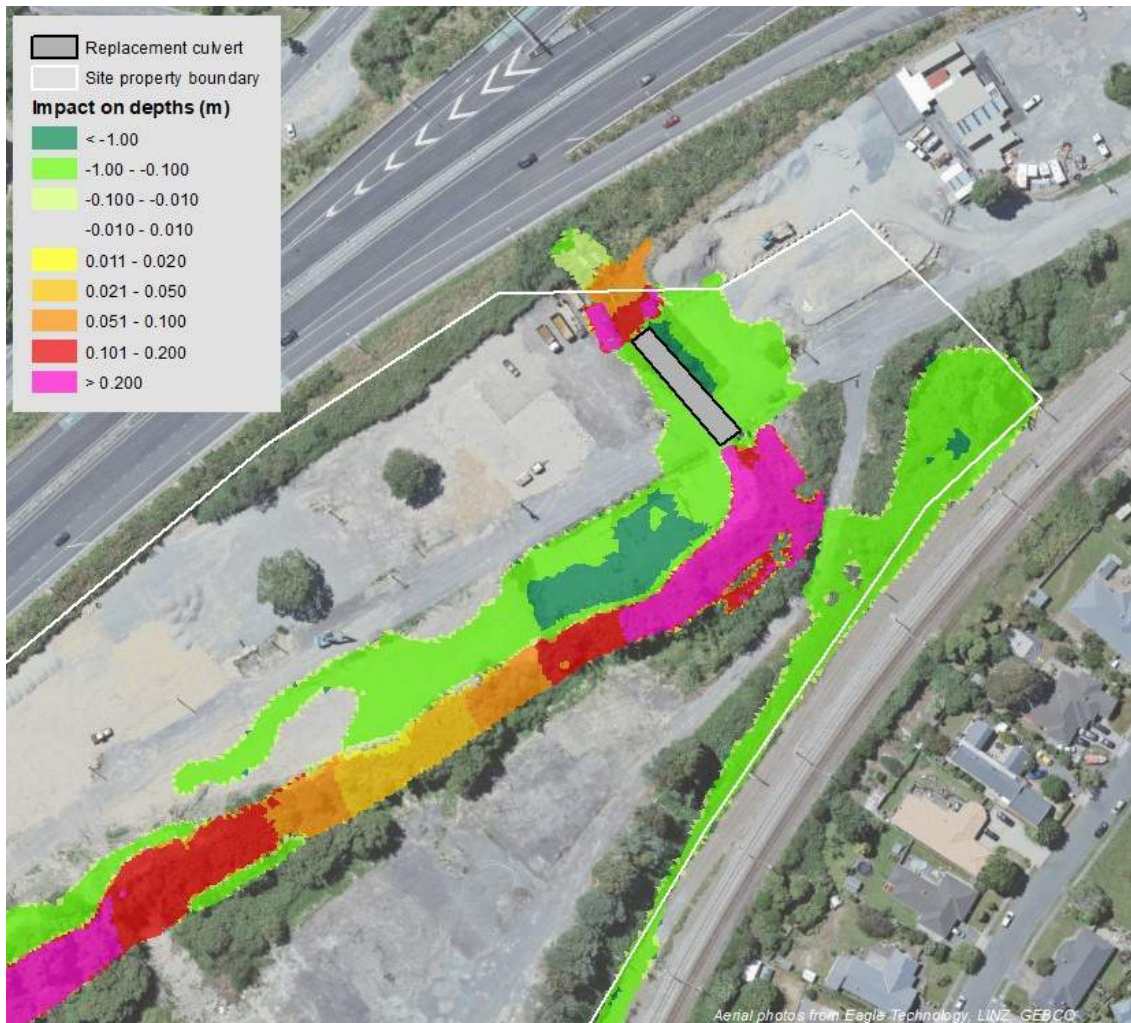 Replacement culvert
Site property boundary
Impact on depths (m)
< -1.00
-1.00 - -0.100
-0.100 - -0.010
-0.010 - 0.010
0.011 - 0.020
0.021 - 0.050
0.051 - 0.100
0.101 - 0.200
> 0.200
Aerial photos from Eagle Technology, LINZ, GEBCO